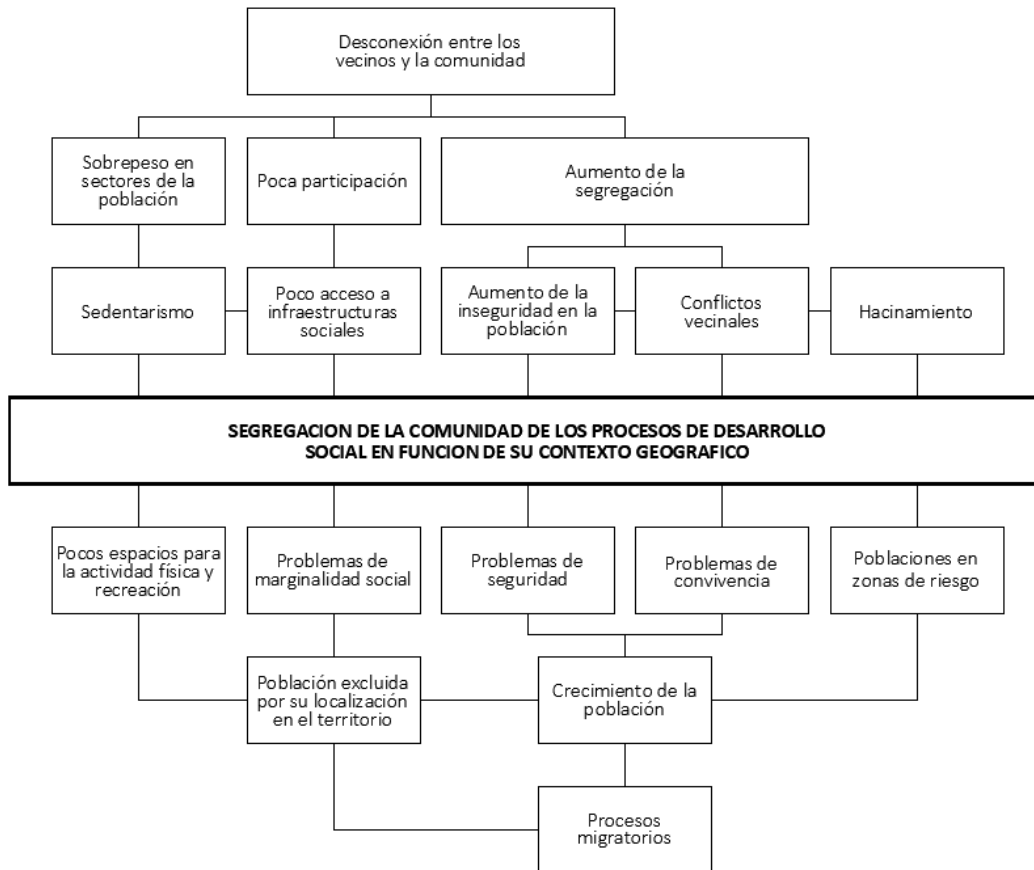 Desconexión entre los
vecinos y la comunidad
Sobrepeso en
sectores de la
población
Poca participación
Aumento de la
segregación
Sedentarismo
Poco acceso a
infraestructuras
sociales
Aumento de la
inseguridad en la
población
Conflictos
vecinales
Hacinamiento
SEGREGACION DE LA COMUNIDAD DE LOS PROCESOS DE DESARROLLO
SOCIAL EN FUNCION DE SU CONTEXTO GEOGRAFICO
Pocos espacios para
la actividad física y
recreación
Problemas de
marginalidad social
Problemas de
seguridad
Problemas de
convivencia
Poblaciones en
zonas de riesgo
Población excluida
por su localización
en el territorio
Crecimiento de la
población
Procesos
migratorios